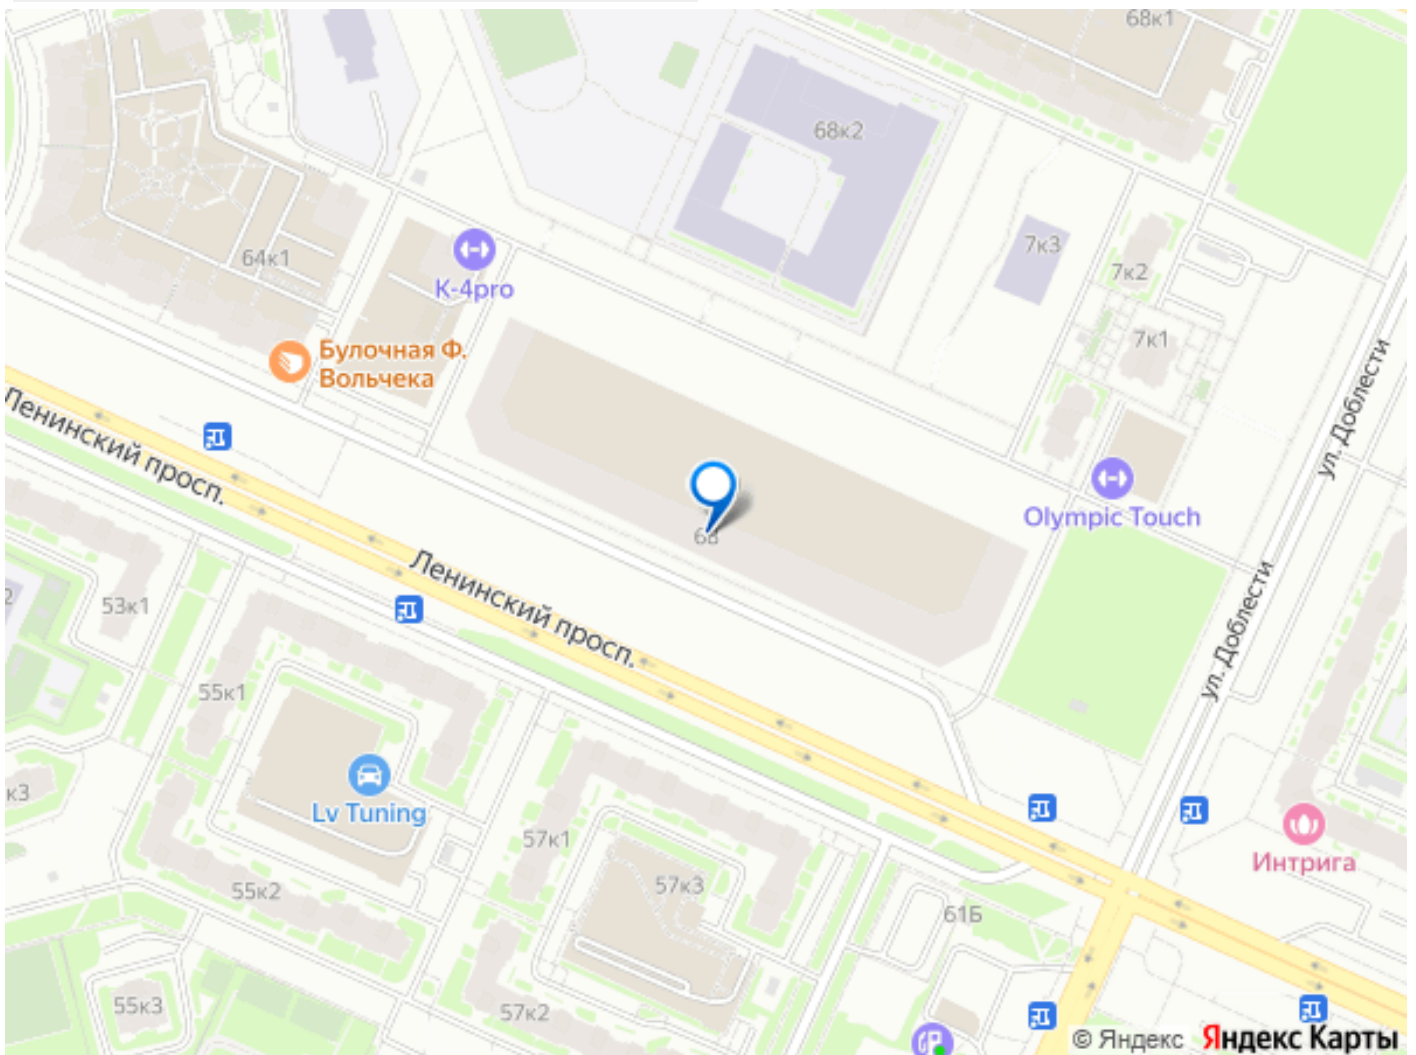 68к1
68к2
64к1
7к3
7к2
K-4pro
7к1
Булочная Ф.
Вольчека
ул. Доблести
Ленинский просп.
Olympic Touch
Ленинский просп.
53к1
ул. Доблести
55к1
к3
Lv Tuning
57к1
Интрига
55к2
57к3
61Б
55к3
57к2
© Яндекс Яндекс Карты